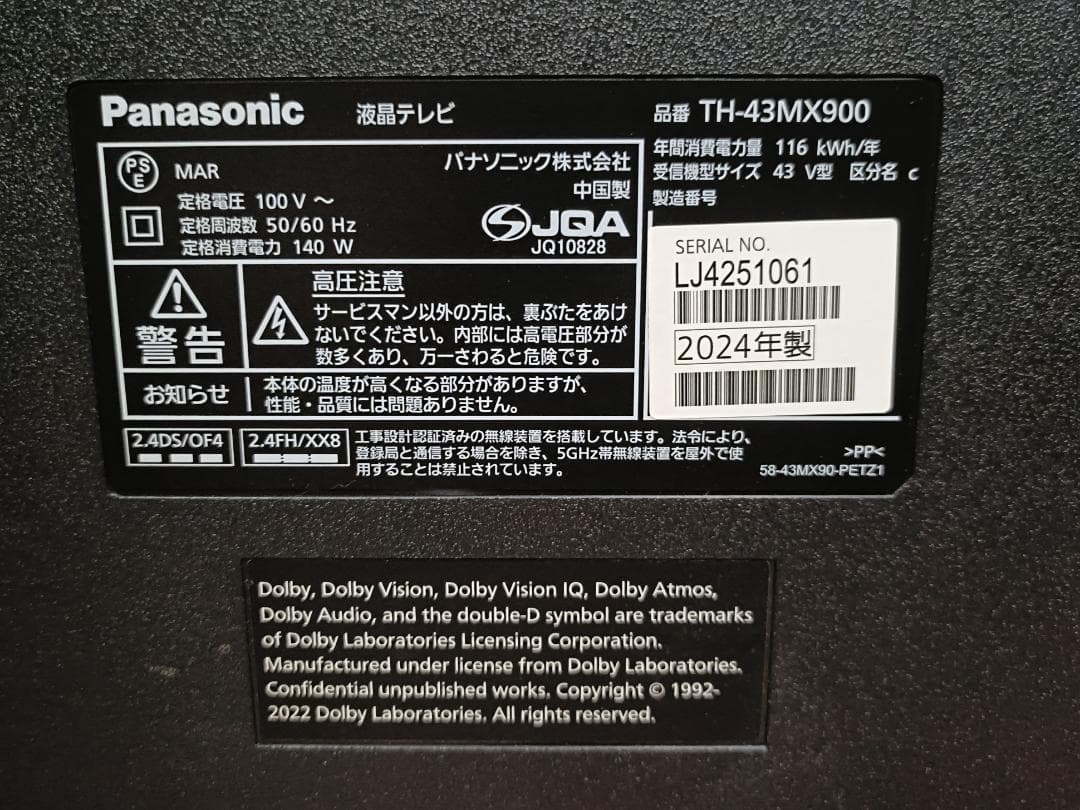 Panasonic 液晶テレビ 品番 TH-43MX900
年間消費電力量 116 kWh/年
受信機型サイズ 43 V型 区分名 c
製造番号
PS
E
MAR
パナソニック株式会社
中国製
定格電圧 100 V ～
定格周波数 50/60 Hz
定格消費電力 140 W
JQA
JQ10828
SERIAL NO.
LJ4251061
2024年製
警告
高圧注意
サービスマン以外の方は、裏ぶたをあけ
ないでください。内部には高電圧部分が
数多くあり、万一さわると危険です。
お知らせ
本体の温度が高くなる部分がありますが、
性能・品質には問題ありません。
2.4DS/OF4
2.4FH/XX8
工事設計認証済みの無線装置を搭載しています。法令により、
登録局と通信する場合を除き、5GHz帯無線装置を屋外で使
用することは禁止されています。
>PP<
58-43MX90-PETZ1
Dolby, Dolby Vision, Dolby Vision IQ, Dolby Atmos,
Dolby Audio, and the double-D symbol are trademarks
of Dolby Laboratories Licensing Corporation.
Manufactured under license from Dolby Laboratories.
Confidential unpublished works. Copyright © 1992-
2022 Dolby Laboratories. All rights reserved.